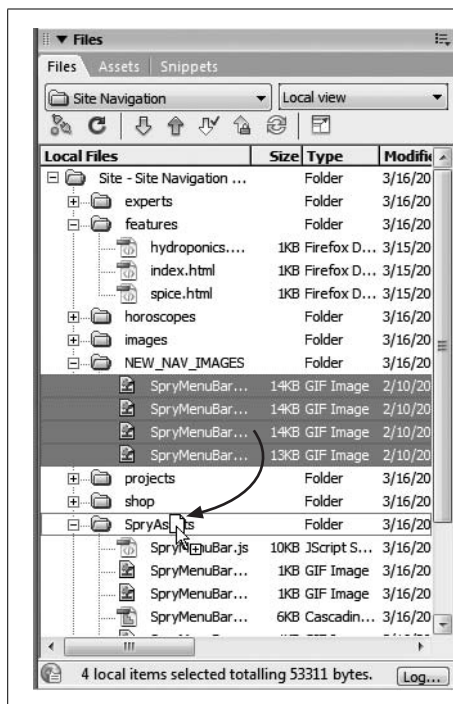 Files
Files Assets Snippets
Site Navigation Local view
Local Files Size Type Modifie
Site - Site Navigation ... Folder 3/16/20
experts Folder 3/16/20
features Folder 3/16/20
hydroponics.... 1KB Firefox D... 3/15/20
index.html 1KB Firefox D... 3/15/20
spice.html 1KB Firefox D... 3/15/20
horoscopes Folder 3/16/20
images Folder 3/16/20
NEW_NAV_IMAGES Folder 3/16/20
SpryMenuBar... 14KB GIF Image 2/10/20
SpryMenuBar... 14KB GIF Image 2/10/20
SpryMenuBar... 14KB GIF Image 2/10/20
SpryMenuBar... 13KB GIF Image 2/10/20
projects Folder 3/16/20
shop Folder 3/16/20
SpryAssets Folder 3/16/20
SpryMenuBar.js 10KB JScript S... 3/16/20
SpryMenuBar... 1KB GIF Image 3/16/20
SpryMenuBar... 1KB GIF Image 3/16/20
SpryMenuBar... 6KB Cascadin... 3/16/20
4 local items selected totalling 53311 bytes. Log...